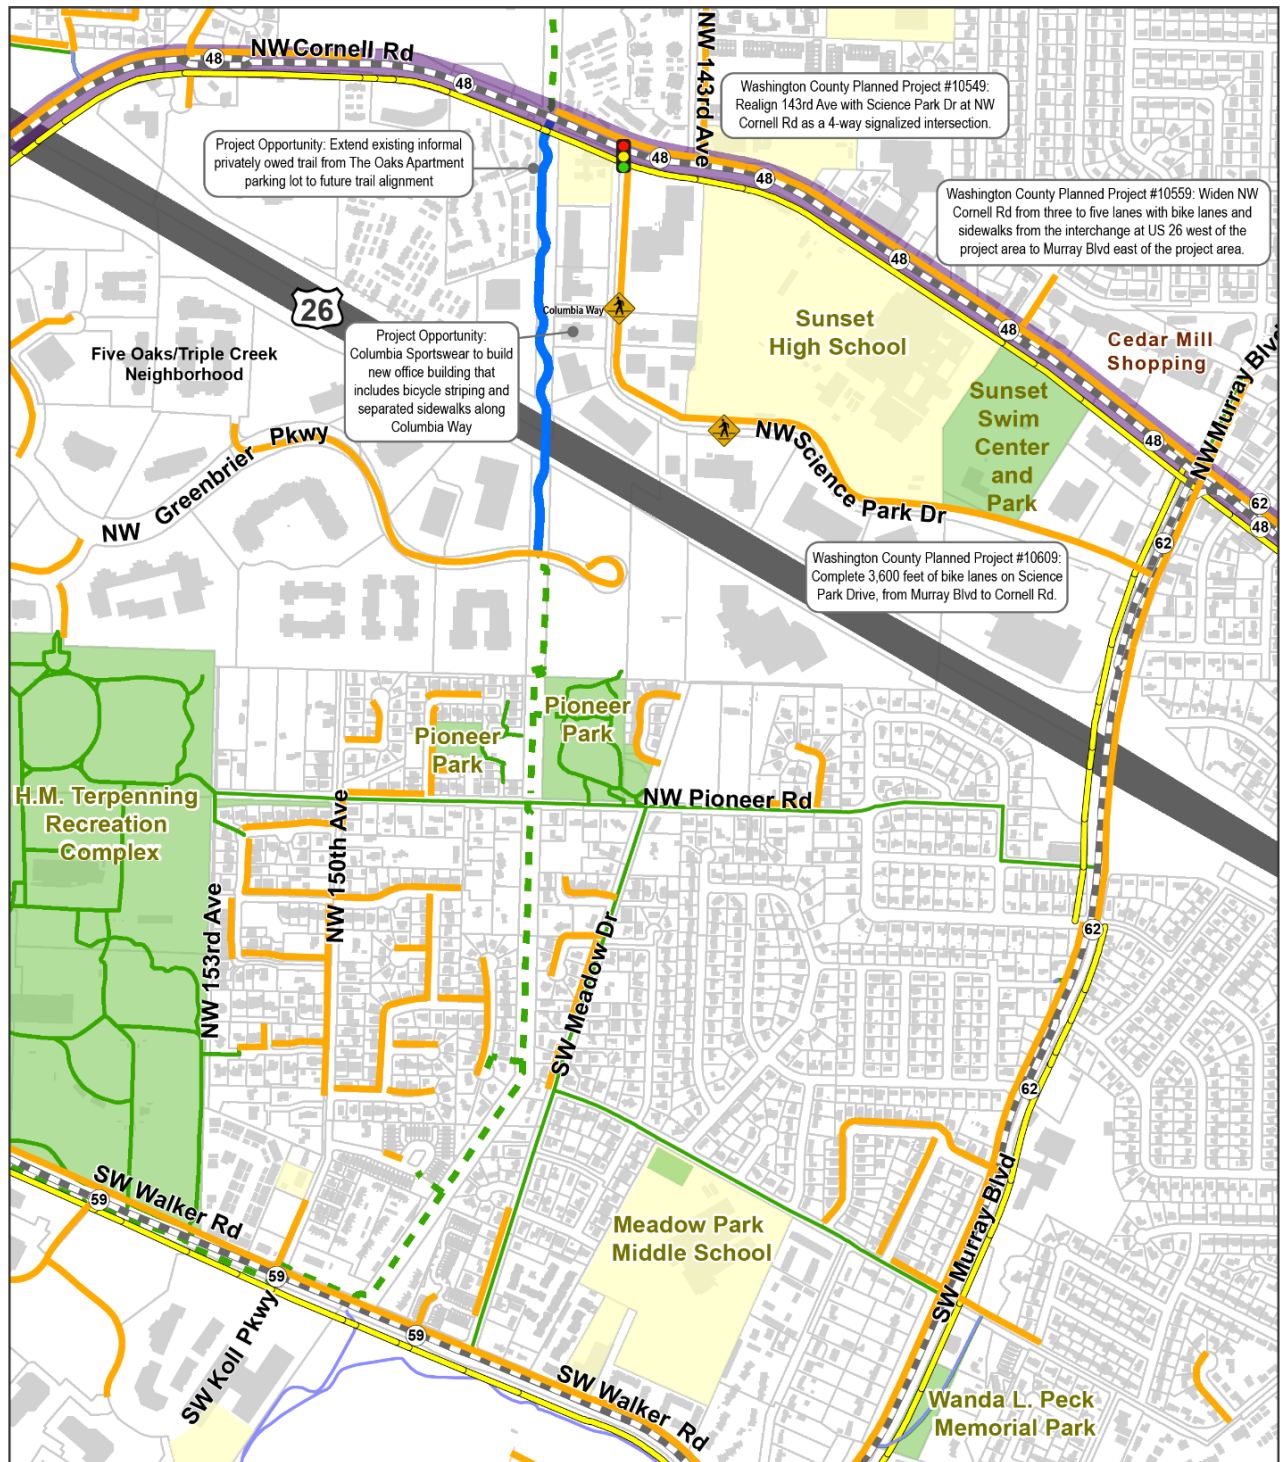 NW Cornell Rd
48
48
NW 143rd Ave
Washington County Planned Project #10549:
Realign 143rd Ave with Science Park Dr at NW
Cornell Rd as a 4-way signalized intersection.
Project Opportunity: Extend existing informal
privately owed trail from The Oaks Apartment
parking lot to future trail alignment
48
48
Washington County Planned Project #10559: Widen NW
Cornell Rd from three to five lanes with bike lanes and
sidewalks from the interchange at US 26 west of the
project area to Murray Blvd east of the project area.
48
26
Columbia Way
Sunset
High School
48
Cedar Mill
Shopping
Five Oaks/Triple Creek
Neighborhood
Project Opportunity:
Columbia Sportswear to build
new office building that
includes bicycle striping and
separated sidewalks along
Columbia Way
Sunset
Swim
Center
and
Park
NW Murray Blvd
48
NW Greenbrier Pkwy
NW Science Park Dr
62
48
62
Washington County Planned Project #10609:
Complete 3,600 feet of bike lanes on Science
Park Drive, from Murray Blvd to Cornell Rd.
Pioneer
Park
Pioneer
Park
H.M. Terpenning
Recreation
Complex
NW Pioneer Rd
NW 150th Ave
NW 153rd Ave
62
SW Meadow Dr
62
SW Walker Rd
59
SW Murray Blvd
Meadow Park
Middle School
59
SW Koll Pkwy
59
SW Walker Rd
Wanda L. Peck
Memorial Park